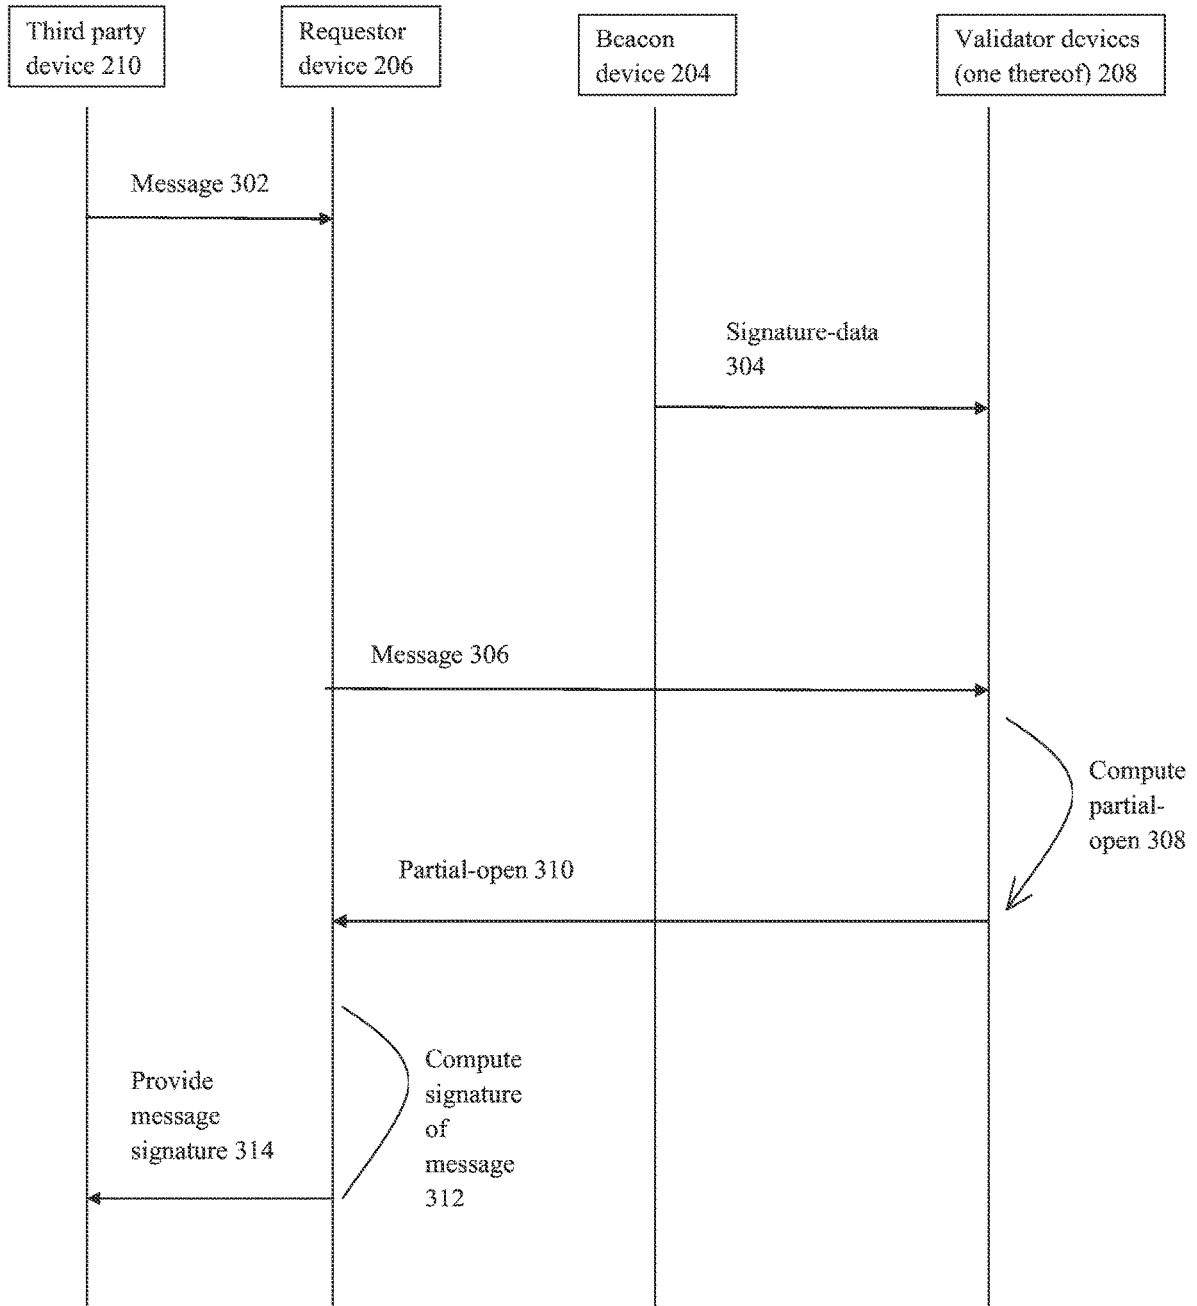 Third party
device 210
Requestor
device 206
Beacon
device 204
Validator devices
(one thereof) 208
Message 302
Signature-data
304
Message 306
Compute
partial-
open 308
Partial-open 310
Compute
signature
of
message
312
Provide
message
signature 314